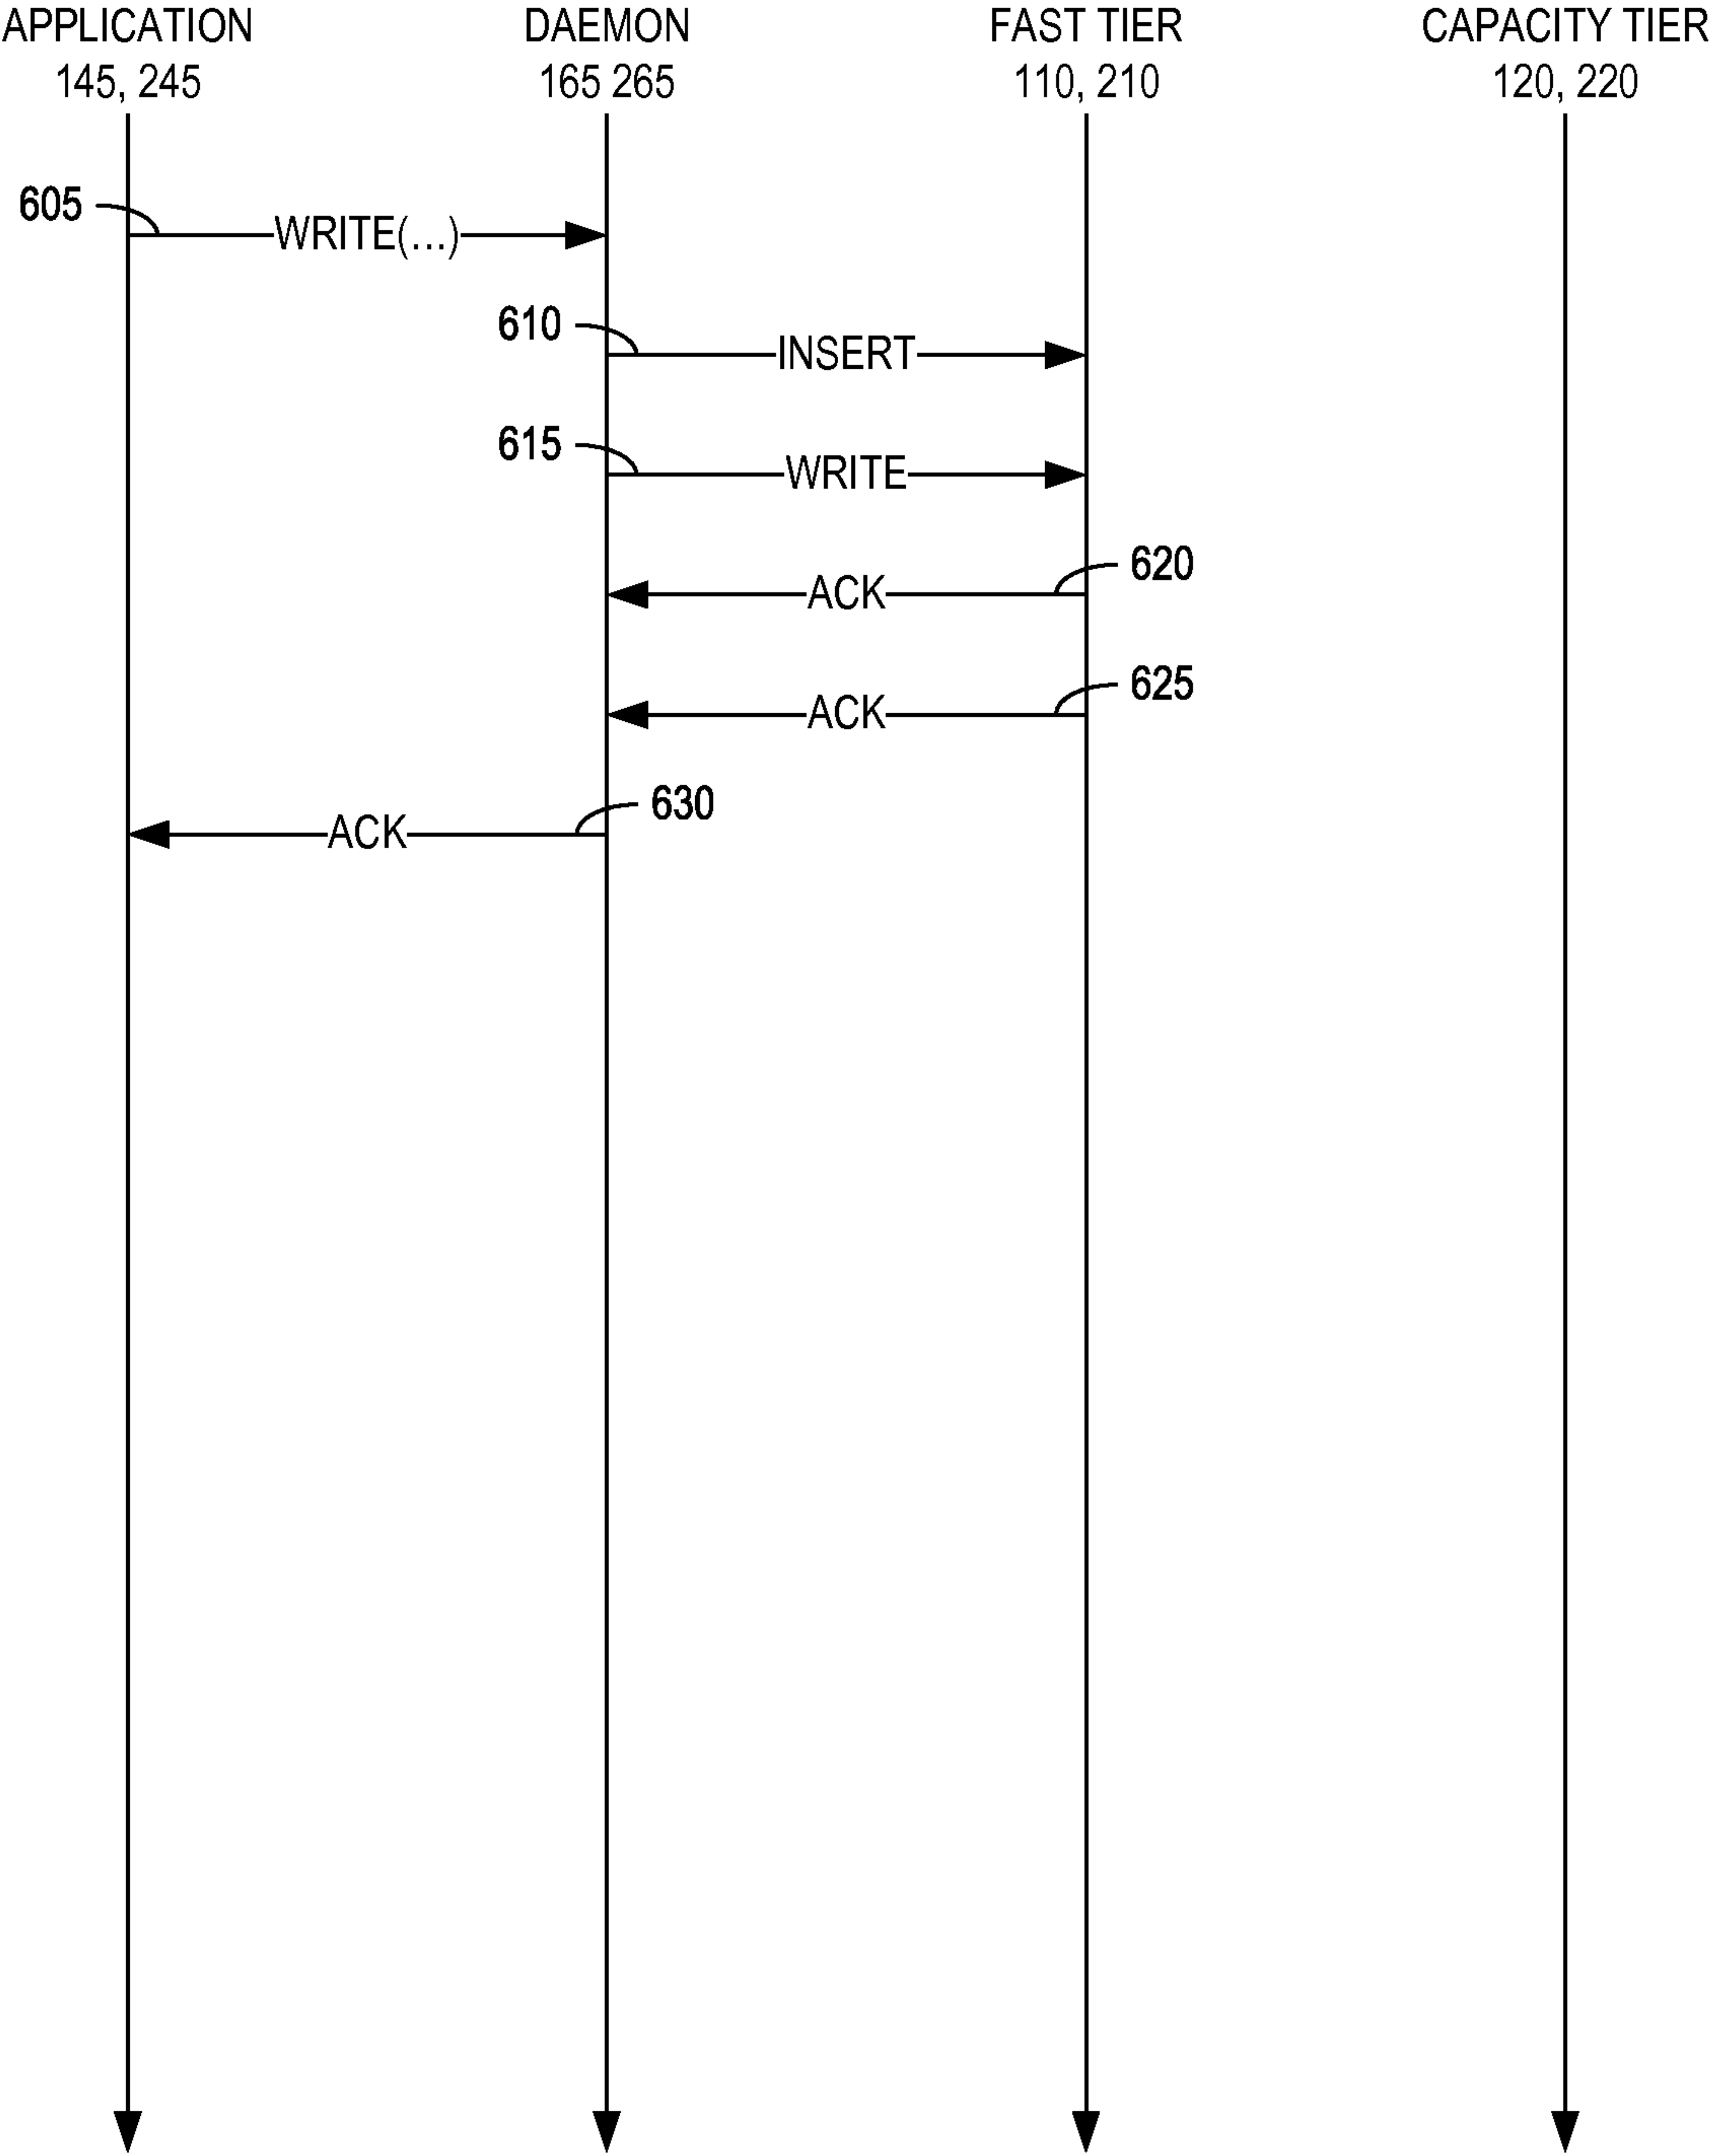 APPLICATION
145, 245
DAEMON
165 265
FAST TIER
110, 210
CAPACITY TIER
120, 220
605
WRITE(...)
610
INSERT
615
WRITE
620
ACK
625
ACK
630
ACK